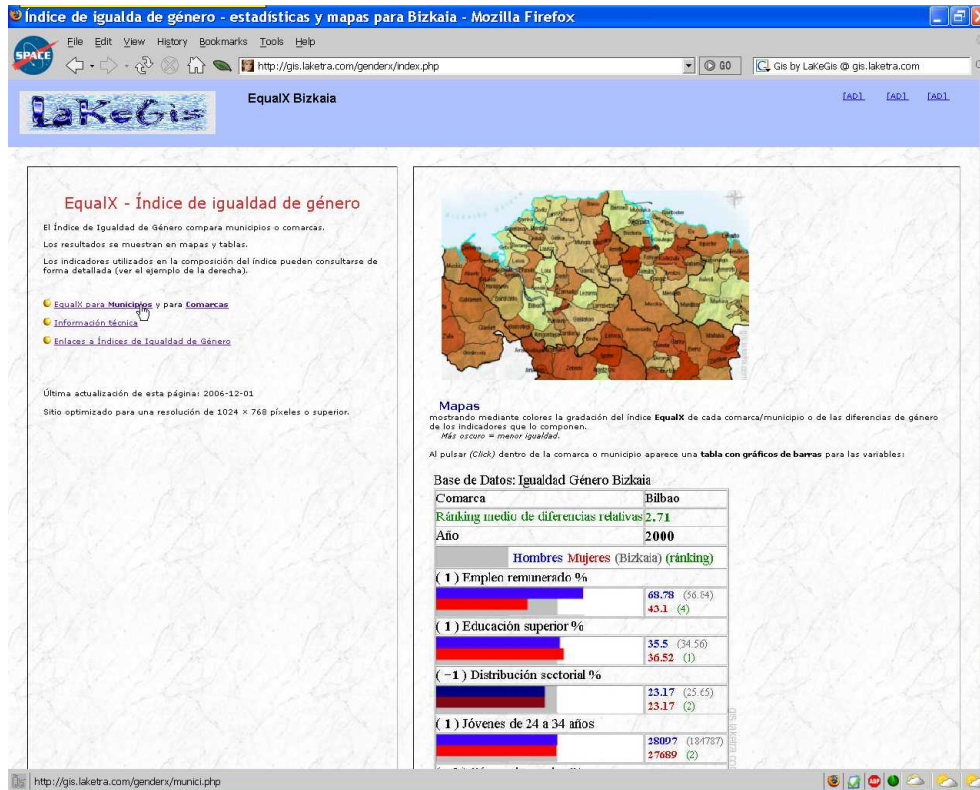 Índice de igualda de género - estadísticas y mapas para Bizkaia - Mozilla Firefox
SPACE
File Edit View History Bookmarks Tools Help
http://gis.laketra.com/genderx/index.php
GO
Gis by LaKeGis @ gis.laketra.com
LaKeGis
EqualX Bizkaia
[AD] [AD] [AD]
EqualX - Índice de igualdad de género
El Índice de Igualdad de Género compara municipios o comarcas.
Los resultados se muestran en mapas y tablas.
Los indicadores utilizados en la composición del índice pueden consultarse de
forma detallada (ver el ejemplo de la derecha).
EqualX para Municipios y para Comarcas
Información técnica
Enlaces a Índices de Igualdad de Género
Última actualización de esta página: 2006-12-01
Sitio optimizado para una resolución de 1024 × 768 píxeles o superior.
Mapas
mostrando mediante colores la gradación del índice EqualX de cada comarca/municipio o de las diferencias de género
de los indicadores que lo componen.
Más oscuro = menor igualdad.
Al pulsar (Click) dentro de la comarca o municipio aparece una tabla con gráficos de barras para las variables:
Base de Datos: Igualdad Género Bizkaia
Comarca Bilbao
Ránking medio de diferencias relativas 2.71
Año 2000
Hombres Mujeres (Bizkaia) (ránking)
( 1 ) Empleo remunerado %
68.78 (56.84)
43.1 (4)
( 1 ) Educación superior %
35.5 (34.56)
36.52 (1)
( −1 ) Distribución sectorial %
23.17 (25.65)
23.17 (2)
( 1 ) Jóvenes de 24 a 34 años
28097 (184787)
27689 (2)
gis.laketra.com
http://gis.laketra.com/genderx/munici.php
ABP